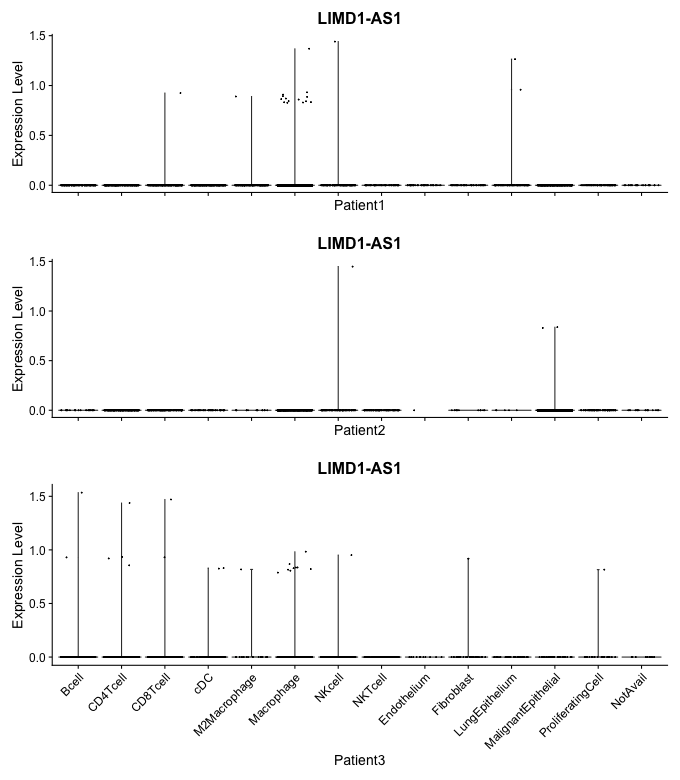 LIMD1-AS1
Expression Level
1.5
1.0
0.5
0.0
Patient1
LIMD1-AS1
Expression Level
1.5
1.0
0.5
0.0
Patient2
LIMD1-AS1
Expression Level
1.5
1.0
0.5
0.0
Bcell
CD4Tcell
CD8Tcell
cDC
M2Macrophage
Macrophage
NKcell
NKTcell
Endothelium
Fibroblast
LungEpithelium
MalignantEpithelial
ProliferatingCell
NotAvail
Patient3